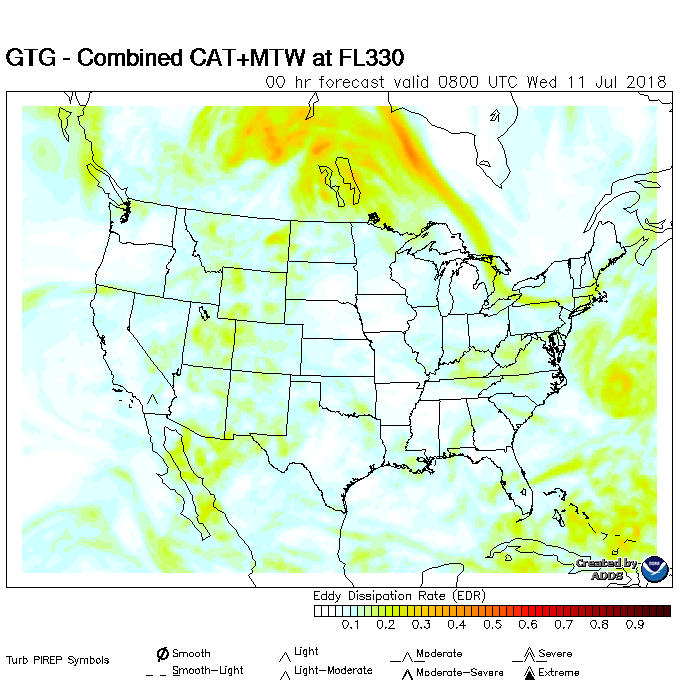 GTG - Combined CAT+MTW at FL330
00 hr forecast valid 0800 UTC Wed 11 Jul 2018
Created by
ADDS
Eddy Dissipation Rate (EDR)
0.1 0.2 0.3 0.4 0.5 0.6 0.7 0.8 0.9
Turb PIREP Symbols
Smooth Light Moderate Severe
Smooth-Light Light-Moderate Moderate-Severe Extreme